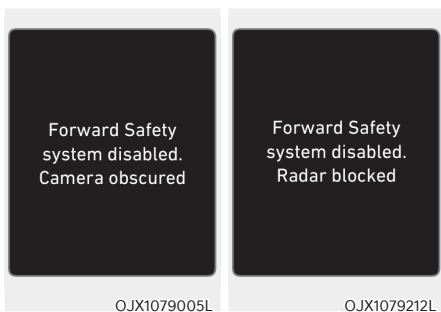 Forward Safety
system disabled.
Camera obscured
OJX1079005L
Forward Safety
system disabled.
Radar blocked
OJX1079212L